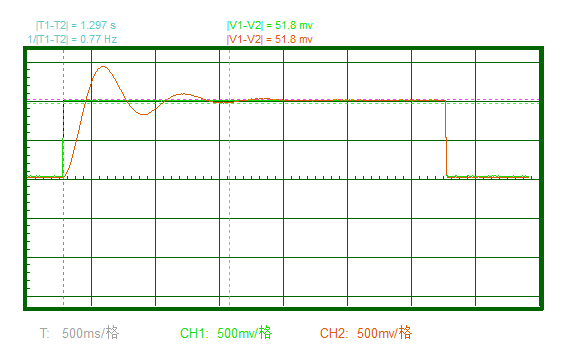 |T1-T2| = 1.297 s |V1-V2| = 51.8 mv
1/|T1-T2| = 0.77 Hz |V1-V2| = 51.8 mv
T: 500ms/格 CH1: 500mv/格 CH2: 500mv/格